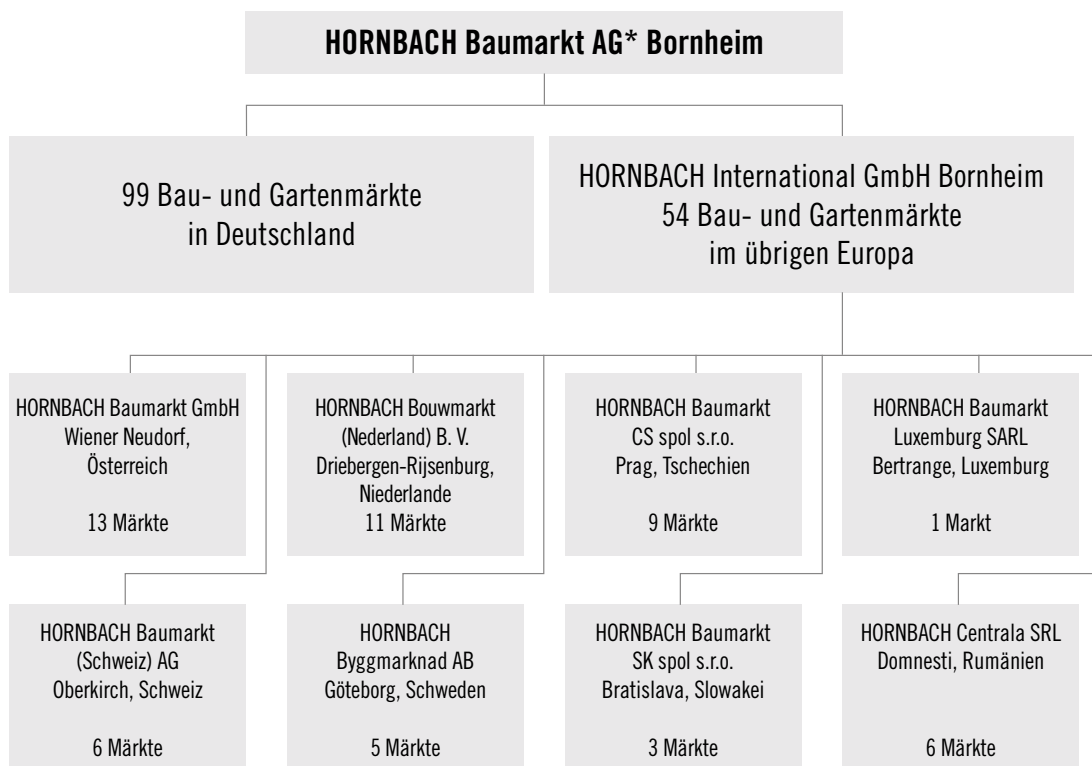 HORNBACH Baumarkt AG* Bornheim
99 Bau- und Gartenmärkte
in Deutschland
HORNBACH International GmbH Bornheim
54 Bau- und Gartenmärkte
im übrigen Europa
HORNBACH Baumarkt GmbH
Wiener Neudorf,
Österreich
13 Märkte
HORNBACH Bouwmarkt
(Nederland) B. V.
Driebergen-Rijsenburg,
Niederlande
11 Märkte
HORNBACH Baumarkt
CS spol s.r.o.
Prag, Tschechien
9 Märkte
HORNBACH Baumarkt
Luxemburg SARL
Bertrange, Luxemburg
1 Markt
HORNBACH Baumarkt
(Schweiz) AG
Oberkirch, Schweiz
6 Märkte
HORNBACH
Byggmarknad AB
Göteborg, Schweden
5 Märkte
HORNBACH Baumarkt
SK spol s.r.o.
Bratislava, Slowakei
3 Märkte
HORNBACH Centrala SRL
Domnesti, Rumänien
6 Märkte